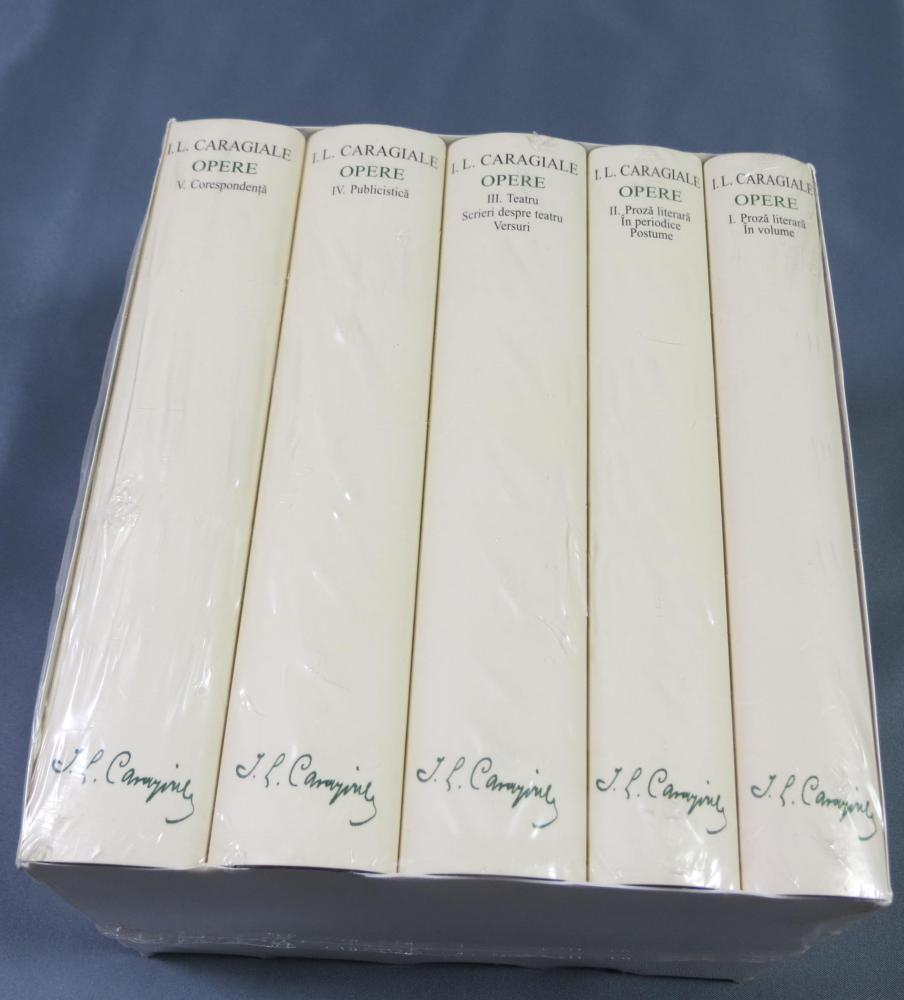 I.L. CARAGIALE
OPERE
V. Corespondență
I.L. CARAGIALE
OPERE
IV. Publicistică
I.L. CARAGIALE
OPERE
III. Teatru
Scrieri despre teatru
Versuri
I.L. CARAGIALE
OPERE
II. Proză literară
În periodice
Postume
I.L. CARAGIALE
OPERE
I. Proză literară
În volume
I. L. Caragiale
I. L. Caragiale
I. L. Caragiale
I. L. Caragiale
I. L. Caragiale